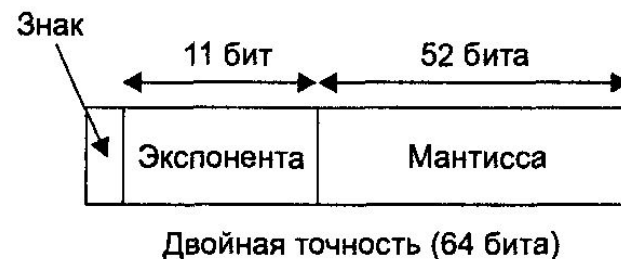 Знак
11 бит
52 бита
Экспонента
Мантисса
Двойная точность (64 бита)